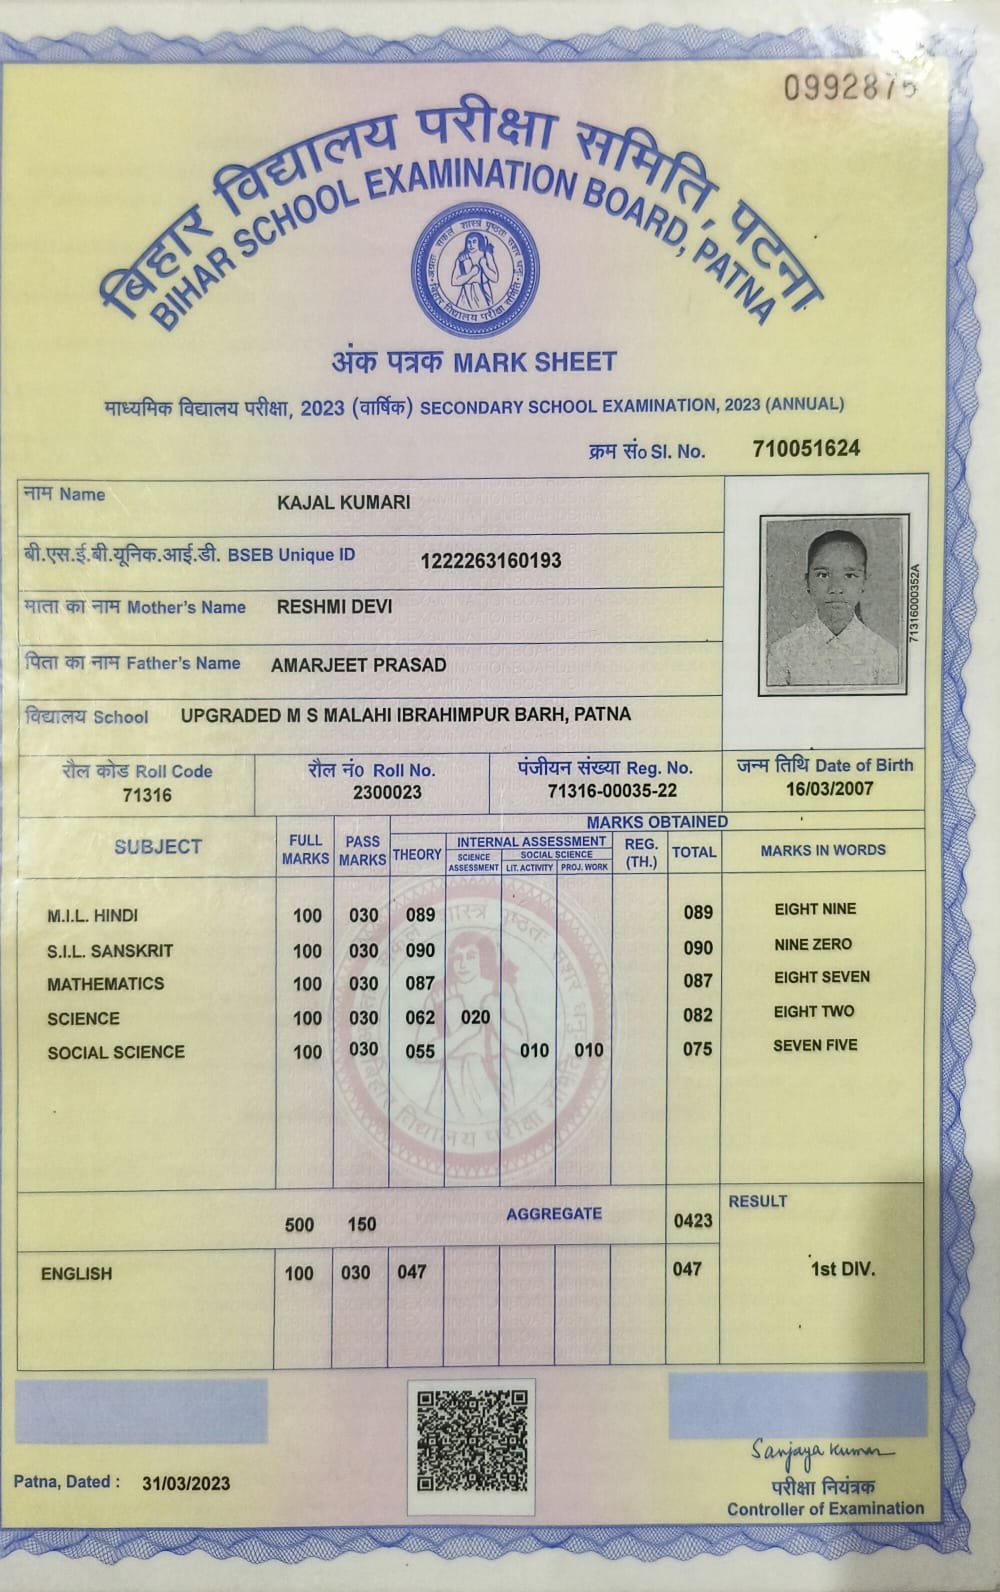 0992875
बिहार विद्यालय परीक्षा समिति, पटना
BIHAR SCHOOL EXAMINATION BOARD, PATNA
अंक पत्रक MARK SHEET
माध्यमिक विद्यालय परीक्षा, 2023 (वार्षिक) SECONDARY SCHOOL EXAMINATION, 2023 (ANNUAL)
क्रम सं० Sl. No. 710051624
नाम Name KAJAL KUMARI
बी.एस.ई.बी.यूनिक.आई.डी. BSEB Unique ID 1222263160193
माता का नाम Mother's Name RESHMI DEVI
पिता का नाम Father's Name AMARJEET PRASAD
विद्यालय School UPGRADED M S MALAHI IBRAHIMPUR BARH, PATNA
71316000352A
रौल कोड Roll Code रौल नं० Roll No. पंजीयन संख्या Reg. No. जन्म तिथि Date of Birth
71316 2300023 71316-00035-22 16/03/2007
MARKS OBTAINED
SUBJECT FULL MARKS PASS MARKS THEORY INTERNAL ASSESSMENT REG. (TH.) TOTAL MARKS IN WORDS
SCIENCE ASSESSMENT SOCIAL SCIENCE
LIT. ACTIVITY PROJ. WORK
M.I.L. HINDI 100 030 089 089 EIGHT NINE
S.I.L. SANSKRIT 100 030 090 090 NINE ZERO
MATHEMATICS 100 030 087 087 EIGHT SEVEN
SCIENCE 100 030 062 020 082 EIGHT TWO
SOCIAL SCIENCE 100 030 055 010 010 075 SEVEN FIVE
500 150 AGGREGATE 0423 RESULT
ENGLISH 100 030 047 047 1st DIV.
Sanjaya Kumar
Patna, Dated : 31/03/2023
परीक्षा नियंत्रक
Controller of Examination